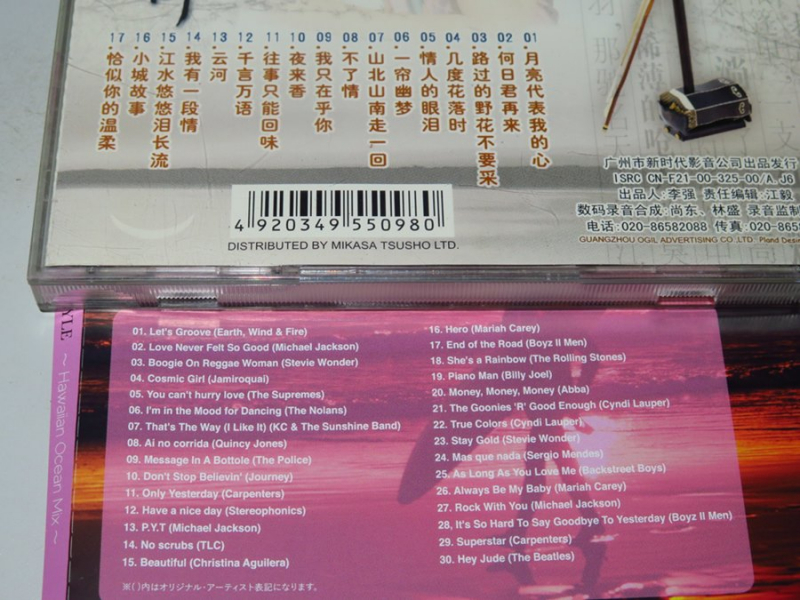 01·月亮代表我的心
02·何日君再来
03·路过的野花不要采
04·几度花落时
05·情人的眼泪
06·一帘幽梦
07·山北山南走一回
08·不了情
09·我只在乎你
10·夜来香
11·往事只能回味
12·千言万语
13·云河
14·我有一段情
15·江水悠悠泪长流
16·小城故事
17·恰似你的温柔
广州市新时代影音公司出品发行
ISRC CN-F21-00-325-00/A.J6
出品人:李强 责任编辑:江毅
数码录音合成:尚东、林盛 录音监制
电话:020-86582088 传真:020-865
GUANGZHOU OGIL ADVERTISING CO.,LTD
4 920349 550980
DISTRIBUTED BY MIKASA TSUSHO LTD.
YLE ～Hawaiian Ocean Mix～
01. Let's Groove (Earth, Wind & Fire)
02. Love Never Felt So Good (Michael Jackson)
03. Boogie On Reggae Woman (Stevie Wonder)
04. Cosmic Girl (Jamiroquai)
05. You can't hurry love (The Supremes)
06. I'm in the Mood for Dancing (The Nolans)
07. That's The Way (I Like It) (KC & The Sunshine Band)
08. Ai no corrida (Quincy Jones)
09. Message In A Bottole (The Police)
10. Don't Stop Believin' (Journey)
11. Only Yesterday (Carpenters)
12. Have a nice day (Stereophonics)
13. P.Y.T (Michael Jackson)
14. No scrubs (TLC)
15. Beautiful (Christina Aguilera)
※( )内はオリジナル・アーティスト表記になります。
16. Hero (Mariah Carey)
17. End of the Road (Boyz II Men)
18. She's a Rainbow (The Rolling Stones)
19. Piano Man (Billy Joel)
20. Money, Money, Money (Abba)
21. The Goonies 'R' Good Enough (Cyndi Lauper)
22. True Colors (Cyndi Lauper)
23. Stay Gold (Stevie Wonder)
24. Mas que nada (Sergio Mendes)
25. As Long As You Love Me (Backstreet Boys)
26. Always Be My Baby (Mariah Carey)
27. Rock With You (Michael Jackson)
28, It's So Hard To Say Goodbye To Yesterday (Boyz II Men)
29. Superstar (Carpenters)
30. Hey Jude (The Beatles)